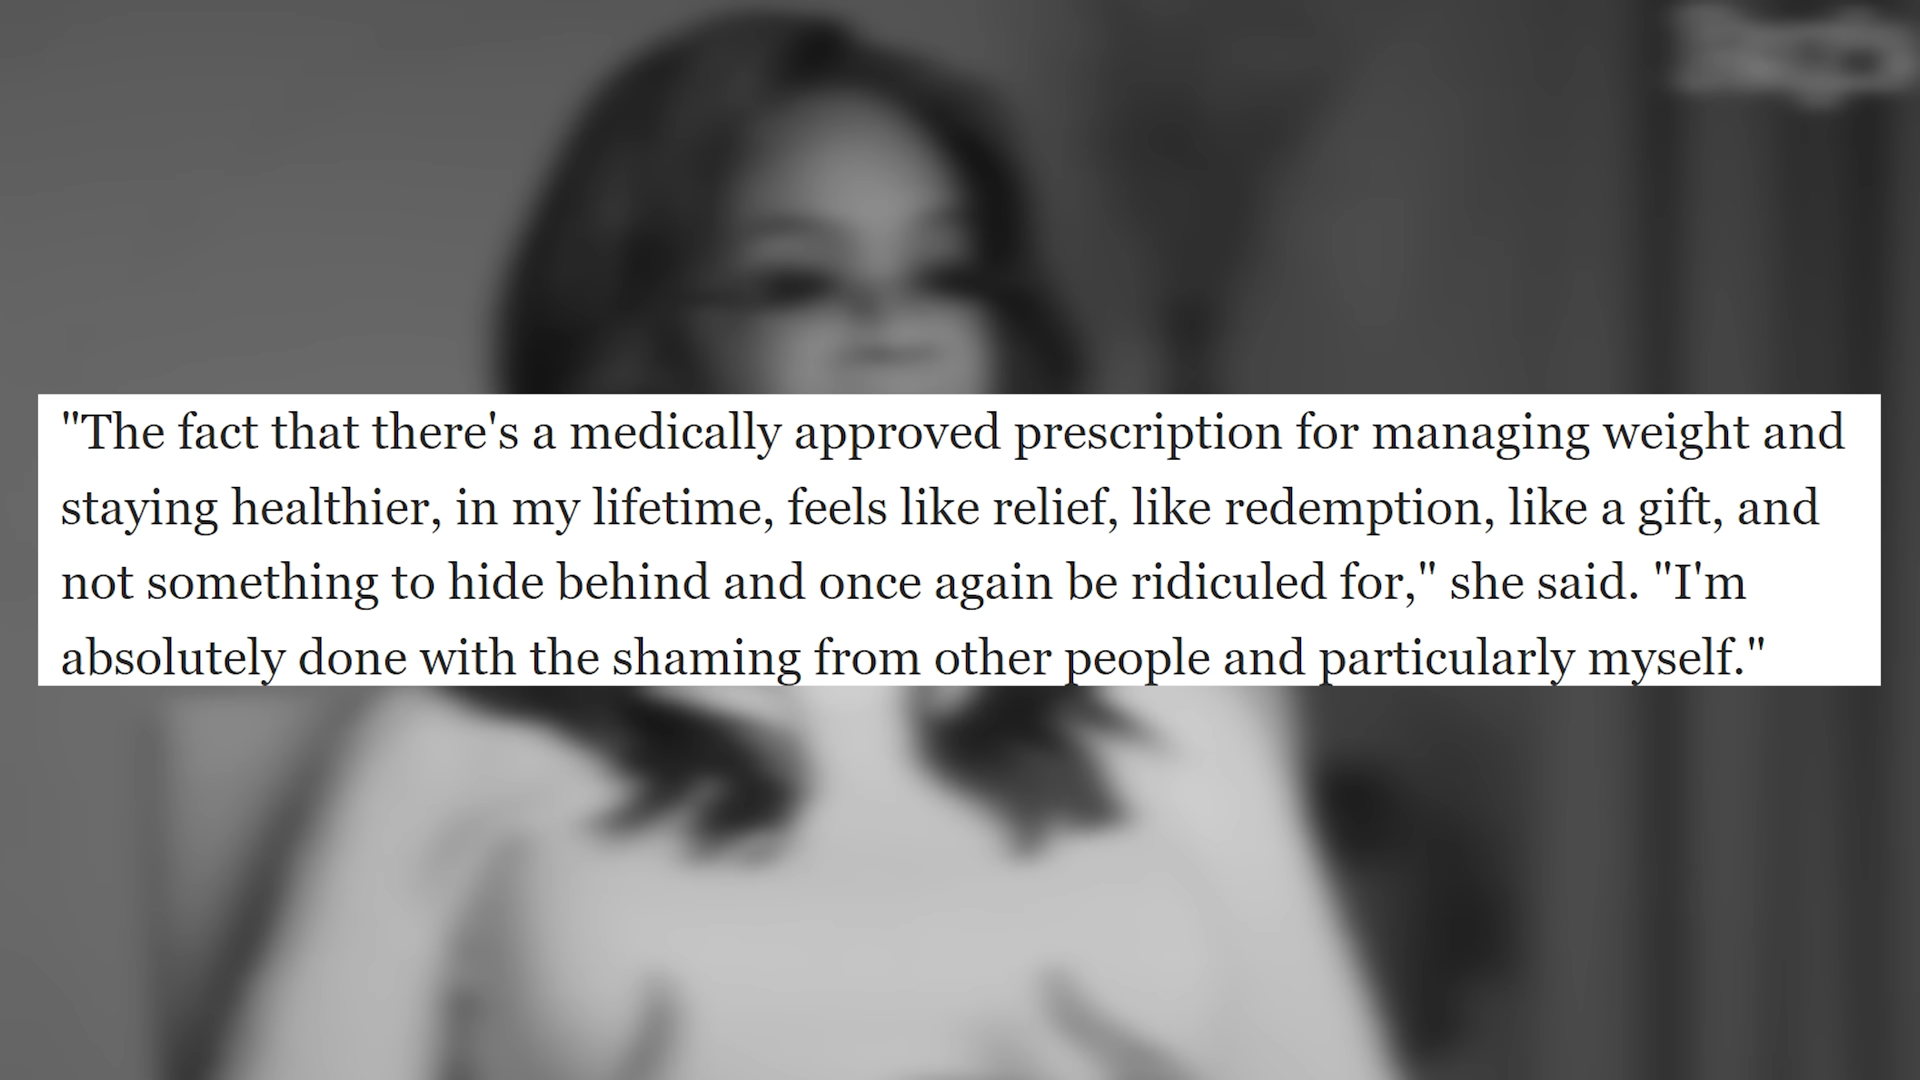 "The fact that there's a medically approved prescription for managing weight and
staying healthier, in my lifetime, feels like relief, like redemption, like a gift, and
not something to hide behind and once again be ridiculed for," she said. "I'm
absolutely done with the shaming from other people and particularly myself."